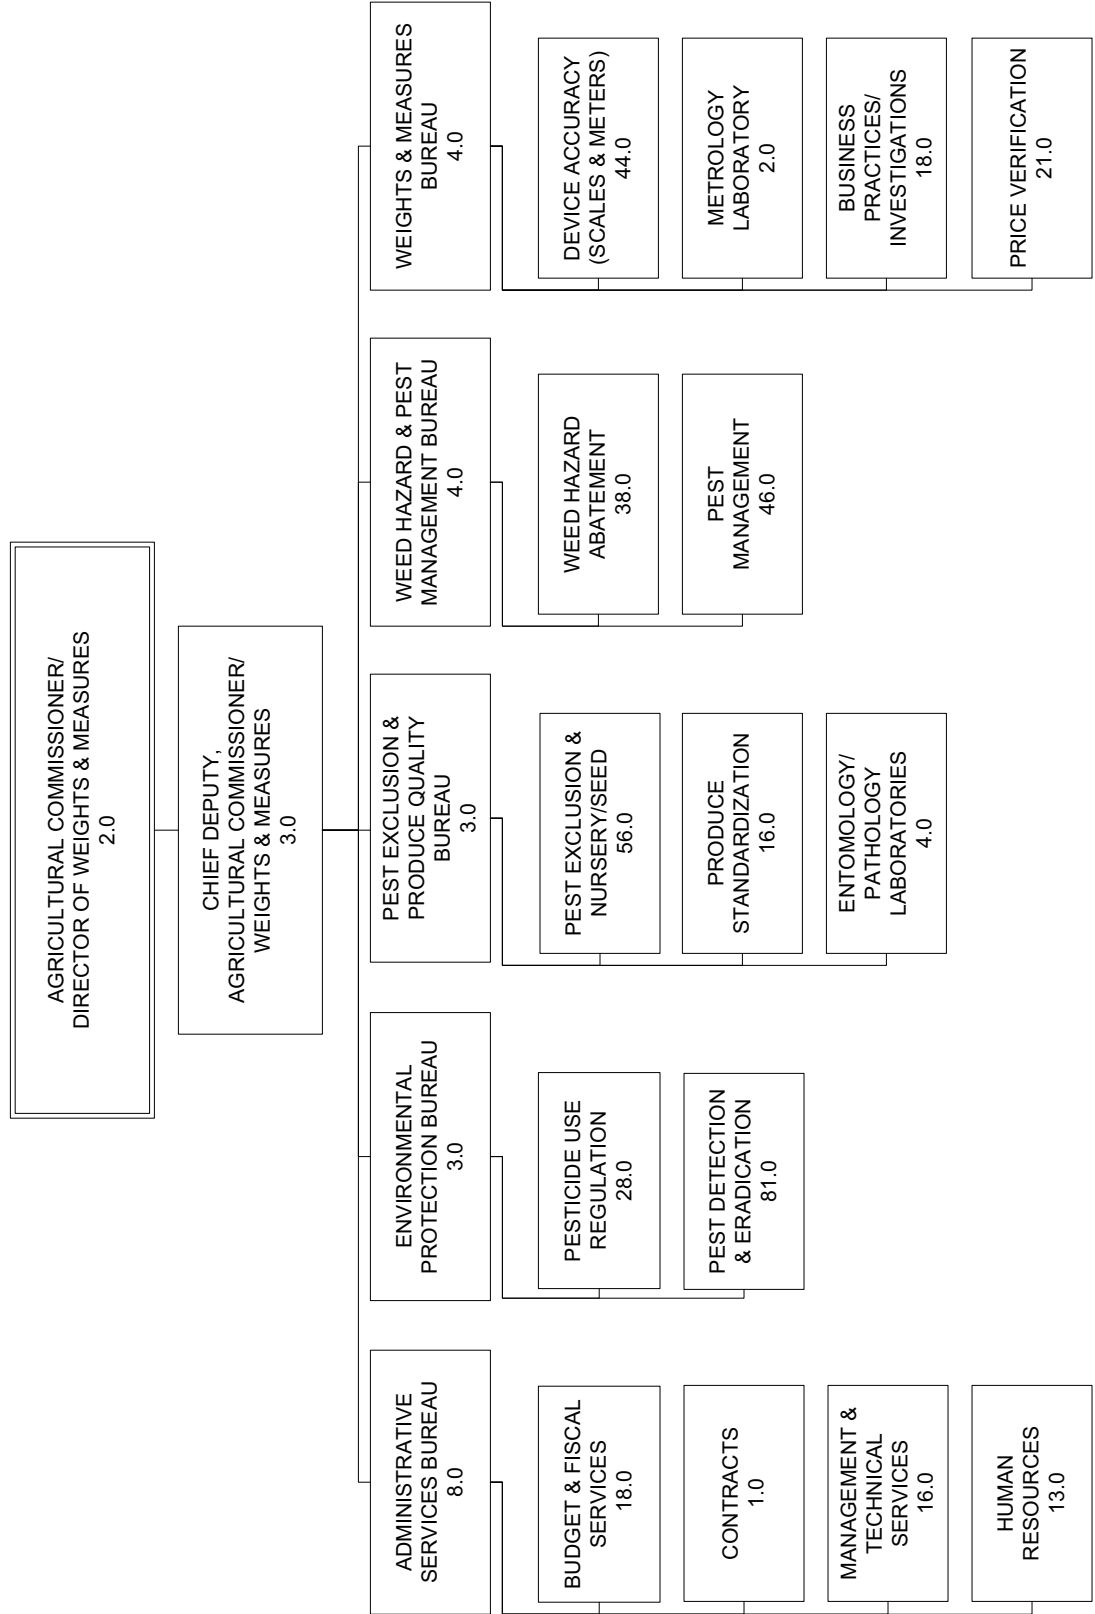 AGRICULTURAL COMMISSIONER/
DIRECTOR OF WEIGHTS & MEASURES
2.0
CHIEF DEPUTY,
AGRICULTURAL COMMISSIONER/
WEIGHTS & MEASURES
3.0
ADMINISTRATIVE
SERVICES BUREAU
8.0
BUDGET & FISCAL
SERVICES
18.0
CONTRACTS
1.0
MANAGEMENT &
TECHNICAL
SERVICES
16.0
HUMAN
RESOURCES
13.0
ENVIRONMENTAL
PROTECTION BUREAU
3.0
PESTICIDE USE
REGULATION
28.0
PEST DETECTION
& ERADICATION
81.0
PEST EXCLUSION &
PRODUCE QUALITY
BUREAU
3.0
PEST EXCLUSION &
NURSERY/SEED
56.0
PRODUCE
STANDARDIZATION
16.0
ENTOMOLOGY/
PATHOLOGY
LABORATORIES
4.0
WEED HAZARD & PEST
MANAGEMENT BUREAU
4.0
WEED HAZARD
ABATEMENT
38.0
PEST
MANAGEMENT
46.0
WEIGHTS & MEASURES
BUREAU
4.0
DEVICE ACCURACY
(SCALES & METERS)
44.0
METROLOGY
LABORATORY
2.0
BUSINESS
PRACTICES/
INVESTIGATIONS
18.0
PRICE VERIFICATION
21.0